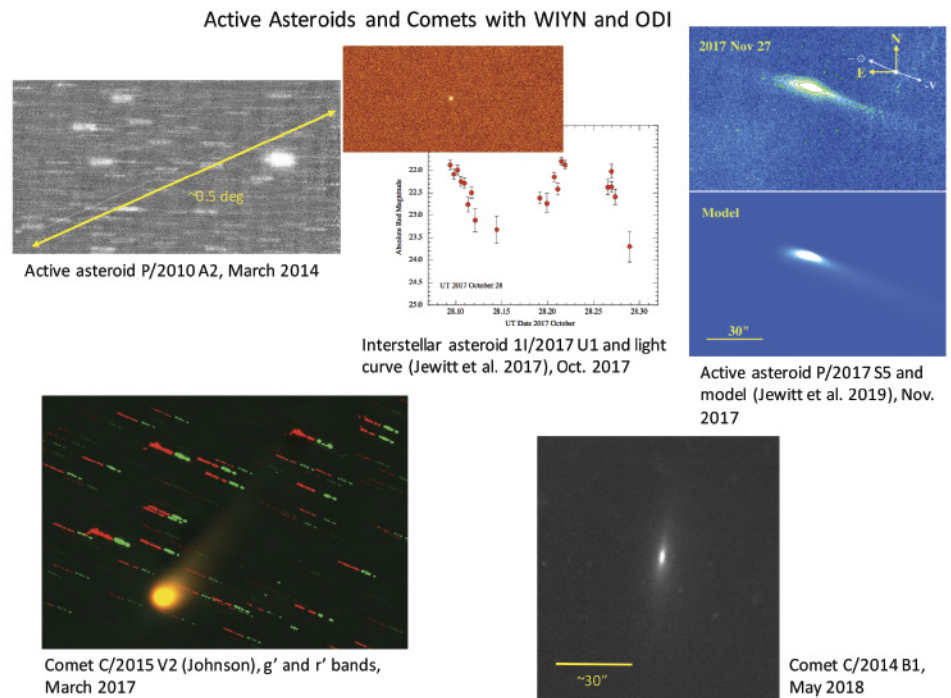 Active Asteroids and Comets with WIYN and ODI
~0.5 deg
Active asteroid P/2010 A2, March 2014
Absolute Red Magnitude
22.0
22.5
23.0
23.5
24.0
24.5
25.0
UT 2017 October 28
28.10
28.15
28.20
28.25
28.30
UT Date 2017 October
Interstellar asteroid 1I/2017 U1 and light
curve (Jewitt et al. 2017), Oct. 2017
2017 Nov 27
N
E
-⊙
-V
Model
30"
Active asteroid P/2017 S5 and
model (Jewitt et al. 2019), Nov.
2017
Comet C/2015 V2 (Johnson), g' and r' bands,
March 2017
~30"
Comet C/2014 B1,
May 2018